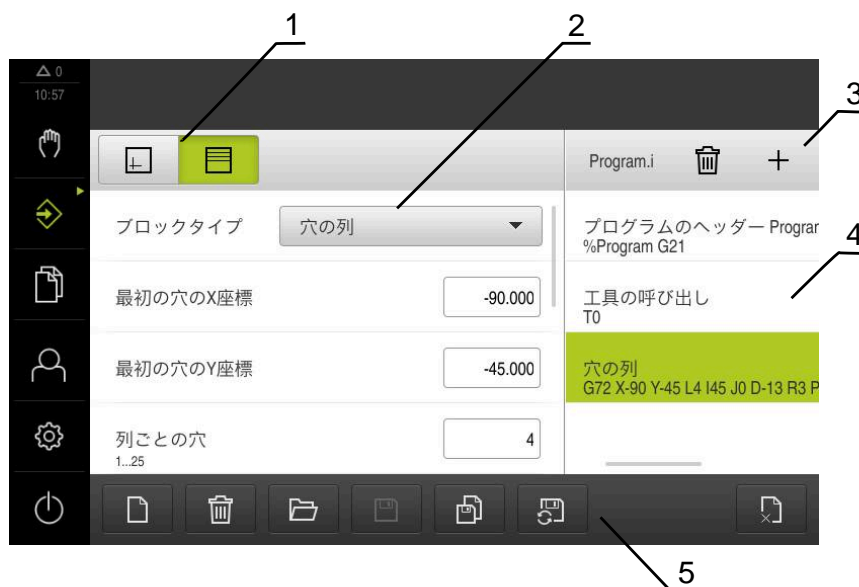 1
2
3
4
5
0
10:57
Program.i
ブロックタイプ
穴の列
最初の穴のX座標
-90.000
最初の穴のY座標
-45.000
列ごとの穴
1...25
4
プログラムのヘッダー Program
%Program G21
工具の呼び出し
T0
穴の列
G72 X-90 Y-45 L4 I45 J0 D-13 R3 P